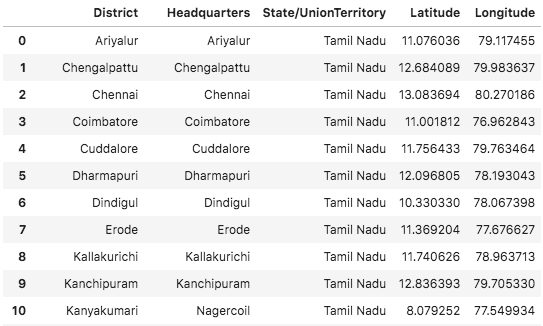 District Headquarters State/UnionTerritory Latitude Longitude
0 Ariyalur Ariyalur Tamil Nadu 11.076036 79.117455
1 Chengalpattu Chengalpattu Tamil Nadu 12.684089 79.983637
2 Chennai Chennai Tamil Nadu 13.083694 80.270186
3 Coimbatore Coimbatore Tamil Nadu 11.001812 76.962843
4 Cuddalore Cuddalore Tamil Nadu 11.756433 79.763464
5 Dharmapuri Dharmapuri Tamil Nadu 12.096805 78.193043
6 Dindigul Dindigul Tamil Nadu 10.330330 78.067398
7 Erode Erode Tamil Nadu 11.369204 77.676627
8 Kallakurichi Kallakurichi Tamil Nadu 11.740626 78.963713
9 Kanchipuram Kanchipuram Tamil Nadu 12.836393 79.705330
10 Kanyakumari Nagercoil Tamil Nadu 8.079252 77.549934